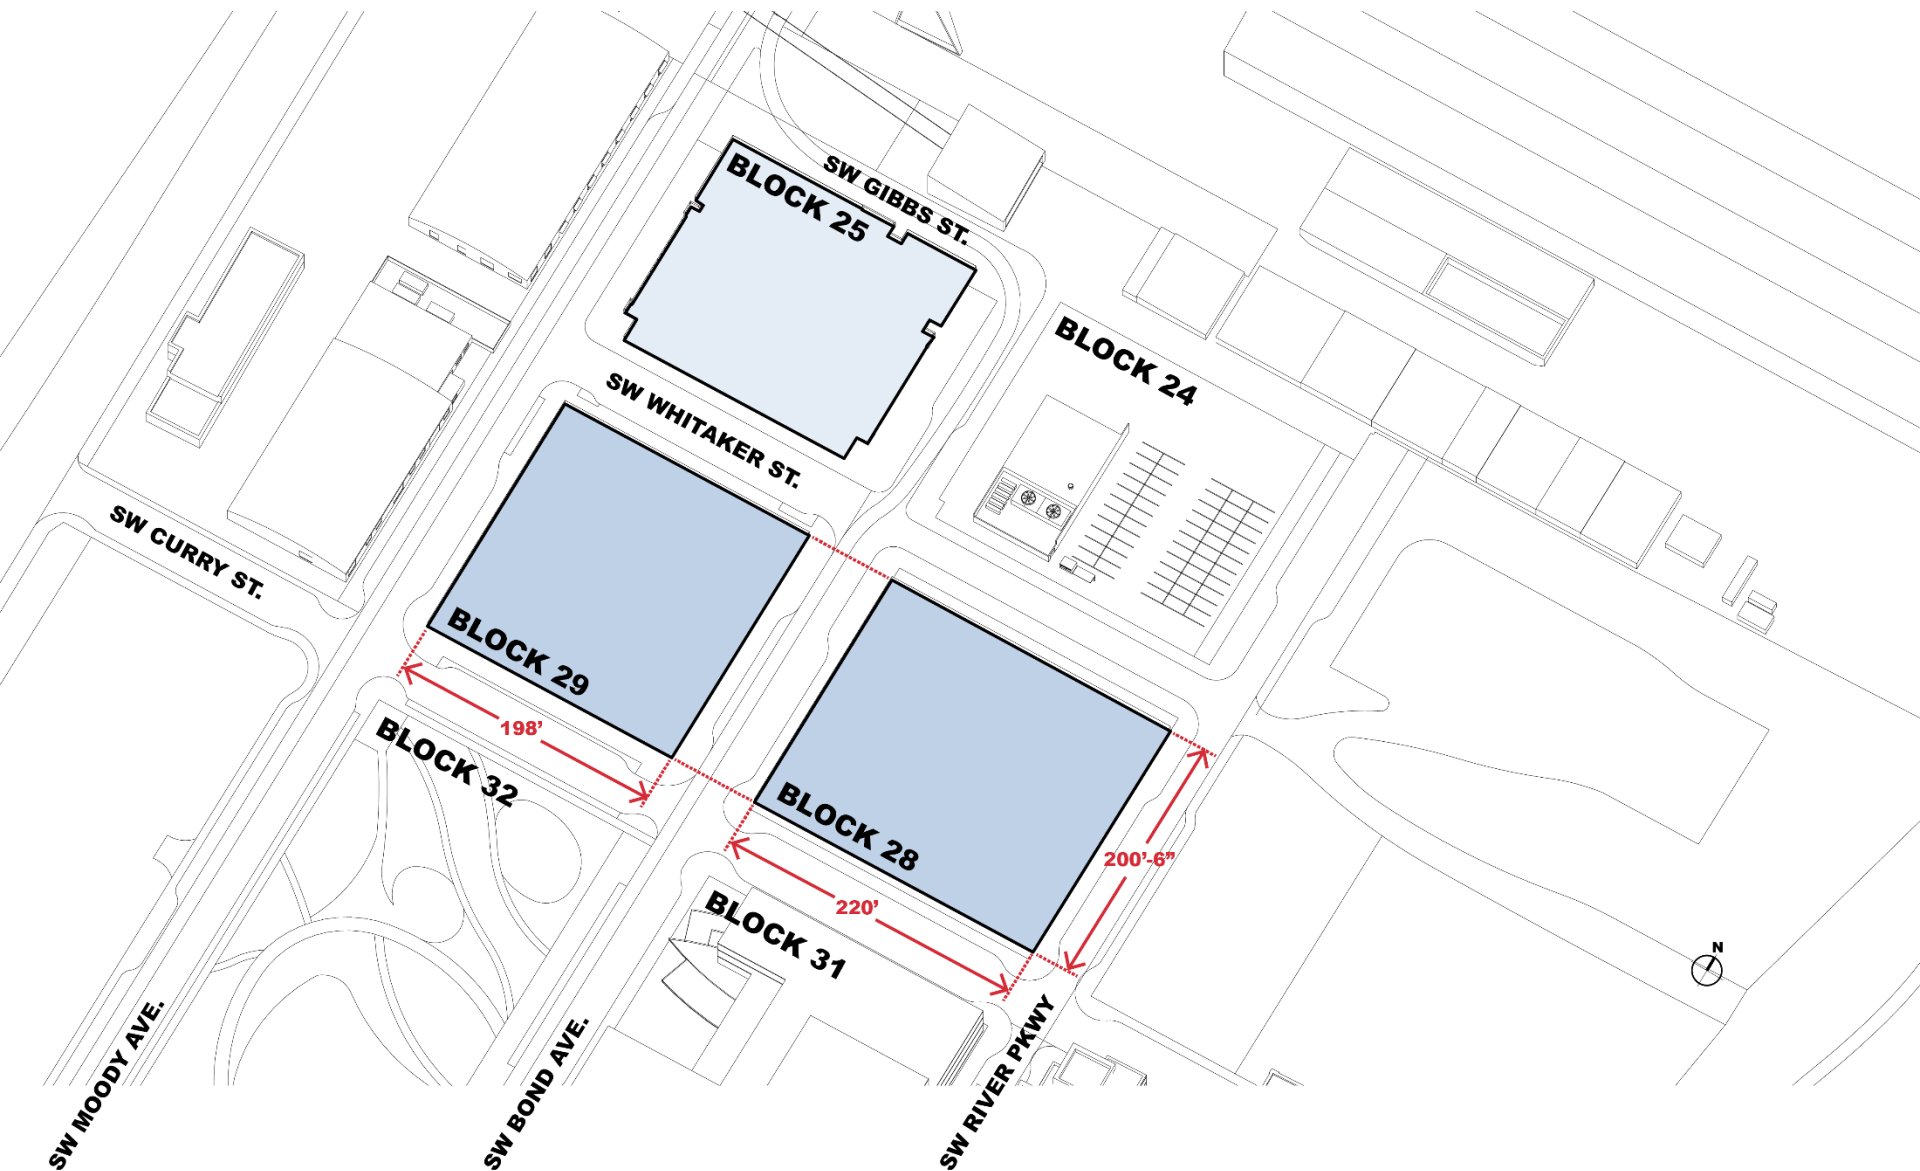 BLOCK 25
SW GIBBS ST.
BLOCK 24
SW WHITAKER ST.
SW CURRY ST.
BLOCK 29
198'
BLOCK 32
BLOCK 28
200'-6"
220'
BLOCK 31
N
SW MOODY AVE.
SW BOND AVE.
SW RIVER PKWY